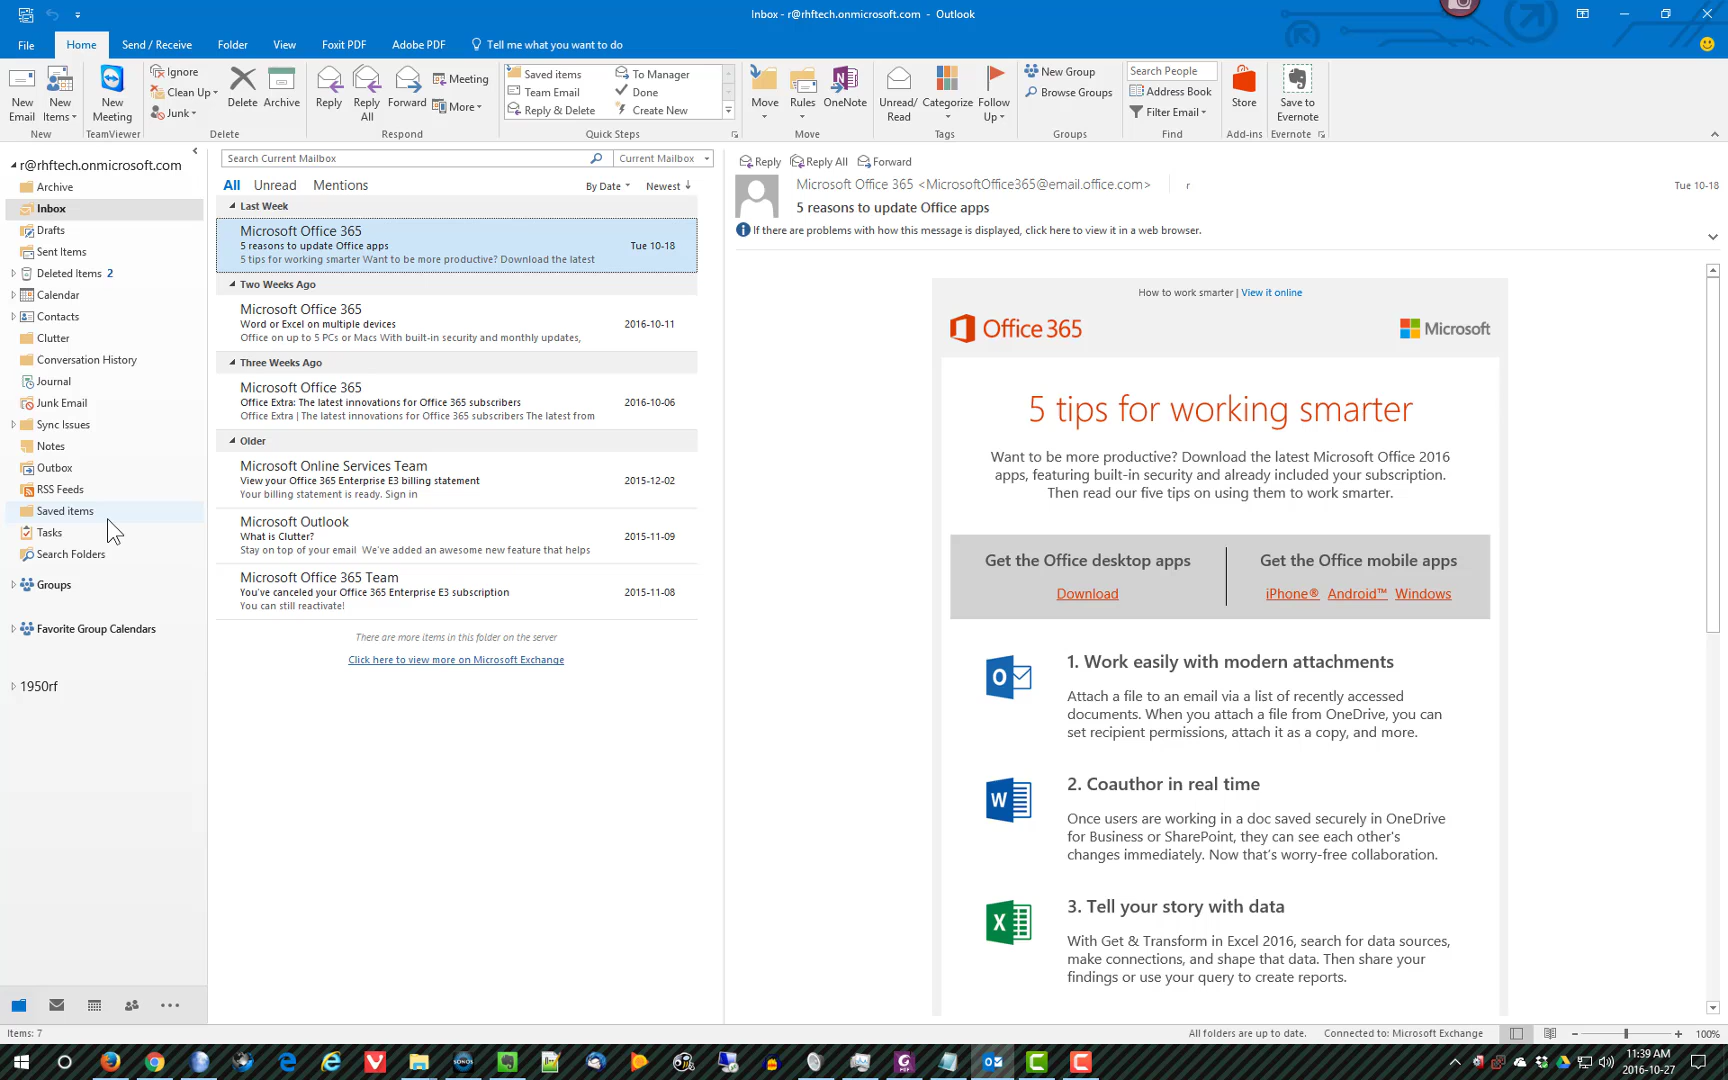 Inbox - r@rhftech.onmicrosoft.com - Outlook
File Home Send / Receive Folder View Foxit PDF Adobe PDF Tell me what you want to do
New Email
New Items
New
New Meeting
TeamViewer
Ignore
Clean Up
Junk
Delete
Archive
Delete
Reply
Reply All
Forward
Meeting
More
Respond
Saved items
Team Email
Reply & Delete
To Manager
Done
Create New
Quick Steps
Move
Rules
OneNote
Move
Unread/ Read
Categorize
Follow Up
Tags
New Group
Browse Groups
Groups
Search People
Address Book
Filter Email
Find
Store
Add-ins
Save to Evernote
Evernote
r@rhftech.onmicrosoft.com
Archive
Inbox
Drafts
Sent Items
Deleted Items 2
Calendar
Contacts
Clutter
Conversation History
Journal
Junk Email
Sync Issues
Notes
Outbox
RSS Feeds
Saved items
Tasks
Search Folders
Groups
Favorite Group Calendars
1950rf
Search Current Mailbox Current Mailbox
All Unread Mentions By Date Newest
Last Week
Microsoft Office 365
5 reasons to update Office apps Tue 10-18
5 tips for working smarter Want to be more productive? Download the latest
Two Weeks Ago
Microsoft Office 365
Word or Excel on multiple devices 2016-10-11
Office on up to 5 PCs or Macs With built-in security and monthly updates,
Three Weeks Ago
Microsoft Office 365
Office Extra: The latest innovations for Office 365 subscribers 2016-10-06
Office Extra | The latest innovations for Office 365 subscribers The latest from
Older
Microsoft Online Services Team
View your Office 365 Enterprise E3 billing statement 2015-12-02
Your billing statement is ready. Sign in
Microsoft Outlook
What is Clutter? 2015-11-09
Stay on top of your email We've added an awesome new feature that helps
Microsoft Office 365 Team
You've canceled your Office 365 Enterprise E3 subscription 2015-11-08
You can still reactivate!
There are more items in this folder on the server
Click here to view more on Microsoft Exchange
Reply Reply All Forward
Microsoft Office 365 <MicrosoftOffice365@email.office.com> r Tue 10-18
5 reasons to update Office apps
If there are problems with how this message is displayed, click here to view it in a web browser.
How to work smarter | View it online
Office 365 Microsoft
5 tips for working smarter
Want to be more productive? Download the latest Microsoft Office 2016
apps, featuring built-in security and already included your subscription.
Then read our five tips on using them to work smarter.
Get the Office desktop apps
Download
Get the Office mobile apps
iPhone® Android™ Windows
1. Work easily with modern attachments
Attach a file to an email via a list of recently accessed
documents. When you attach a file from OneDrive, you can
set recipient permissions, attach it as a copy, and more.
2. Coauthor in real time
Once users are working in a doc saved securely in OneDrive
for Business or SharePoint, they can see each other's
changes immediately. Now that's worry-free collaboration.
3. Tell your story with data
With Get & Transform in Excel 2016, search for data sources,
make connections, and shape that data. Then share your
findings or use your query to create reports.
Items: 7 All folders are up to date. Connected to: Microsoft Exchange 100%
11:39 AM
2016-10-27